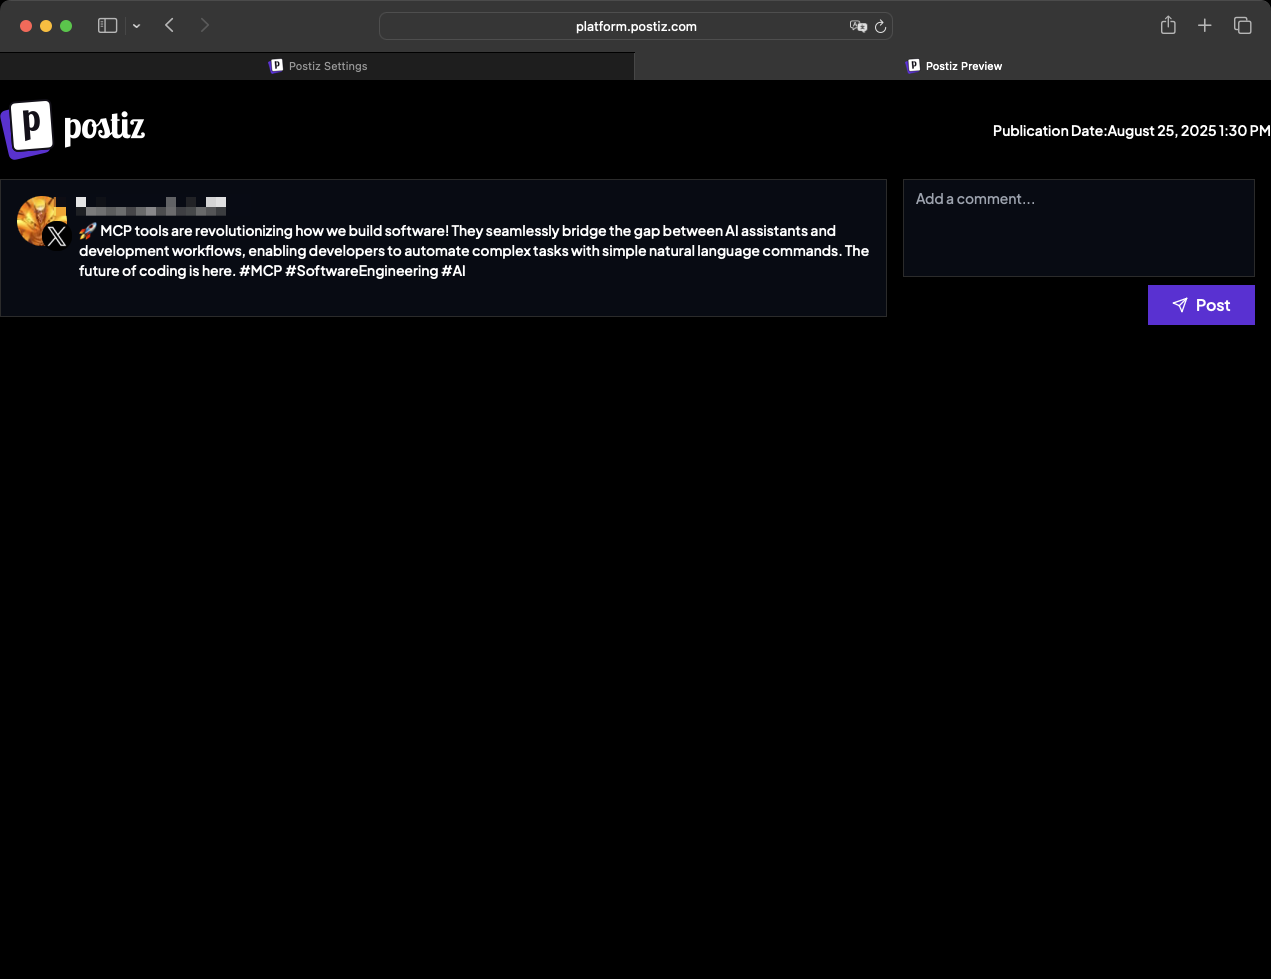 platform.postiz.com
Postiz Settings
Postiz Preview
postiz
Publication Date:August 25, 2025 1:30 PM
🚀 MCP tools are revolutionizing how we build software! They seamlessly bridge the gap between AI assistants and
development workflows, enabling developers to automate complex tasks with simple natural language commands. The
future of coding is here. #MCP #SoftwareEngineering #AI
Add a comment...
Post